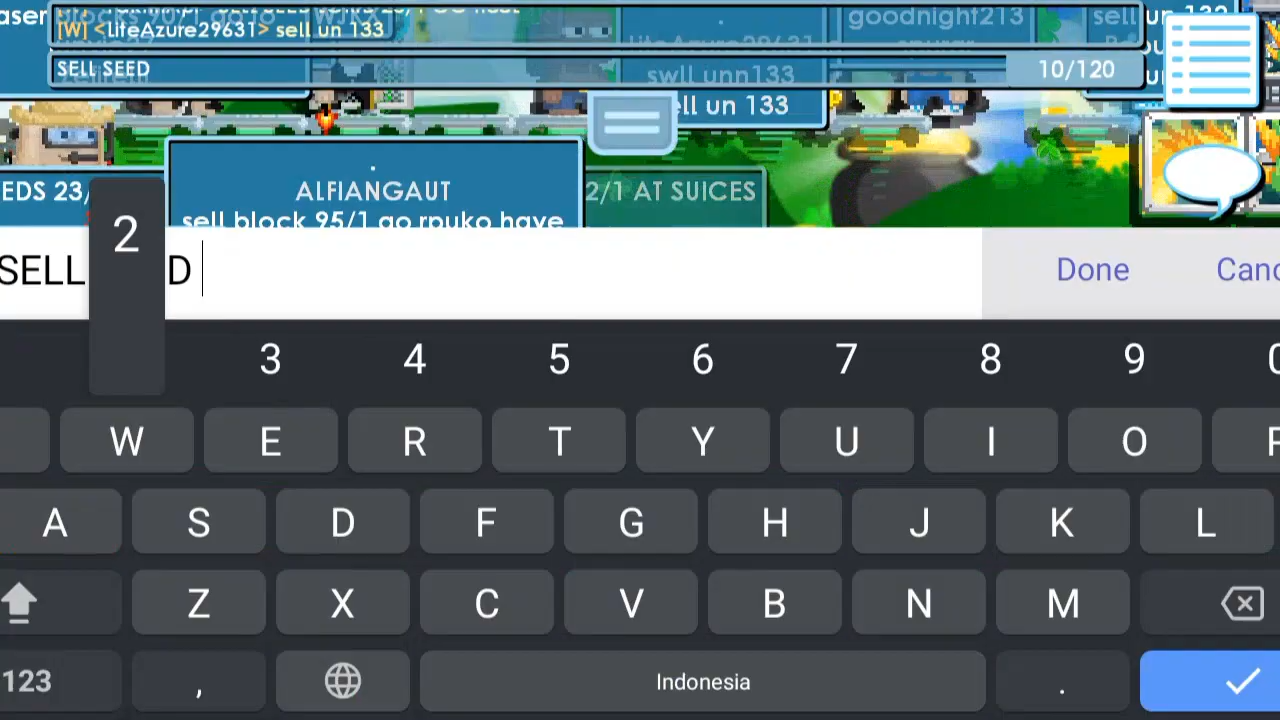 [W] <liteAzure29631> sell un 133
goodnight213
SELL SEED
10/120
swll unn133
ell un 133
EDS 23/
ALFIANGAUT
2/1 AT SUICES
sell block 95/1 go rpuko have
2
SELL D
Done
Canc
3 4 5 6 7 8 9 0
W E R T Y U I O P
A S D F G H J K L
Z X C V B N M
123 , Indonesia .